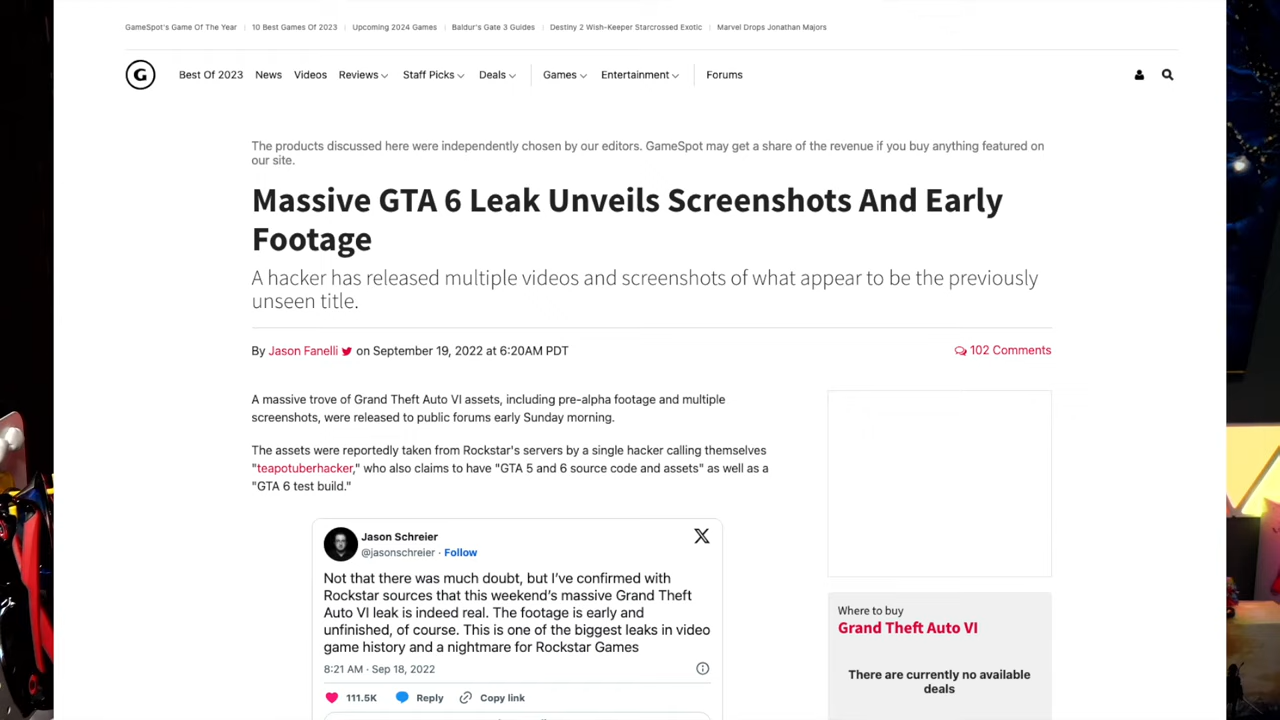 GameSpot's Game Of The Year
10 Best Games Of 2023
Upcoming 2024 Games
Baldur's Gate 3 Guides
Destiny 2 Wish-Keeper Starcrossed Exotic
Marvel Drops Jonathan Majors
G
Best Of 2023
News
Videos
Reviews
Staff Picks
Deals
Games
Entertainment
Forums
The products discussed here were independently chosen by our editors. GameSpot may get a share of the revenue if you buy anything featured on
our site.
Massive GTA 6 Leak Unveils Screenshots And Early
Footage
A hacker has released multiple videos and screenshots of what appear to be the previously
unseen title.
By Jason Fanelli on September 19, 2022 at 6:20AM PDT
102 Comments
A massive trove of Grand Theft Auto VI assets, including pre-alpha footage and multiple
screenshots, were released to public forums early Sunday morning.
The assets were reportedly taken from Rockstar's servers by a single hacker calling themselves
"teapotuberhacker," who also claims to have "GTA 5 and 6 source code and assets" as well as a
"GTA 6 test build."
Jason Schreier
@jasonschreier · Follow
Not that there was much doubt, but I've confirmed with
Rockstar sources that this weekend's massive Grand Theft
Auto VI leak is indeed real. The footage is early and
unfinished, of course. This is one of the biggest leaks in video
game history and a nightmare for Rockstar Games
8:21 AM · Sep 18, 2022
111.5K
Reply
Copy link
Where to buy
Grand Theft Auto VI
There are currently no available
deals